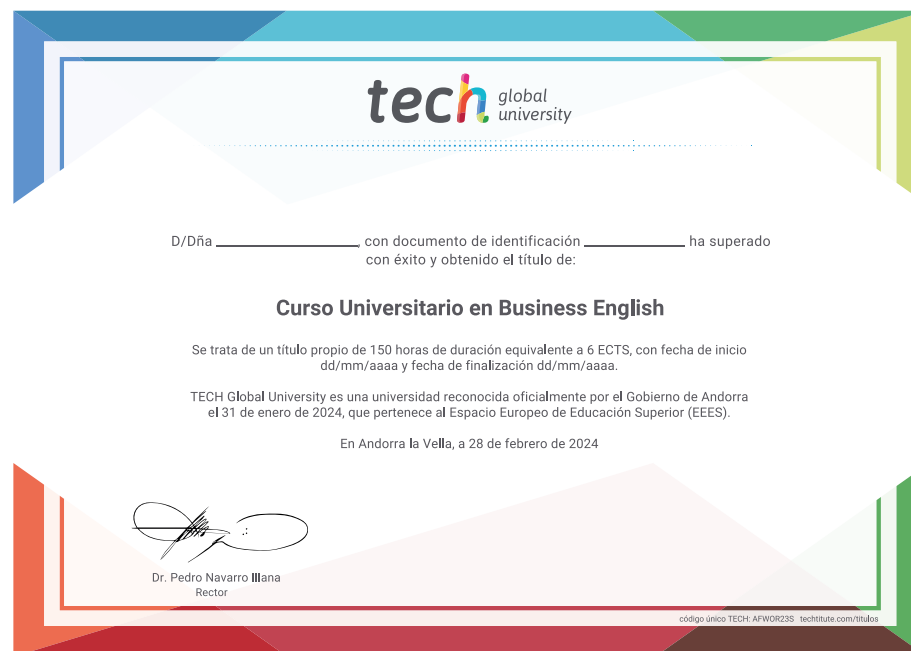 tech global university
D/Dña ____________, con documento de identificación ____________ ha superado
con éxito y obtenido el título de:
Curso Universitario en Business English
Se trata de un título propio de 150 horas de duración equivalente a 6 ECTS, con fecha de inicio
dd/mm/aaaa y fecha de finalización dd/mm/aaaa.
TECH Global University es una universidad reconocida oficialmente por el Gobierno de Andorra
el 31 de enero de 2024, que pertenece al Espacio Europeo de Educación Superior (EEES).
En Andorra la Vella, a 28 de febrero de 2024
Dr. Pedro Navarro Illana
Rector
código único TECH: AFWOR23S techtitute.com/titulos